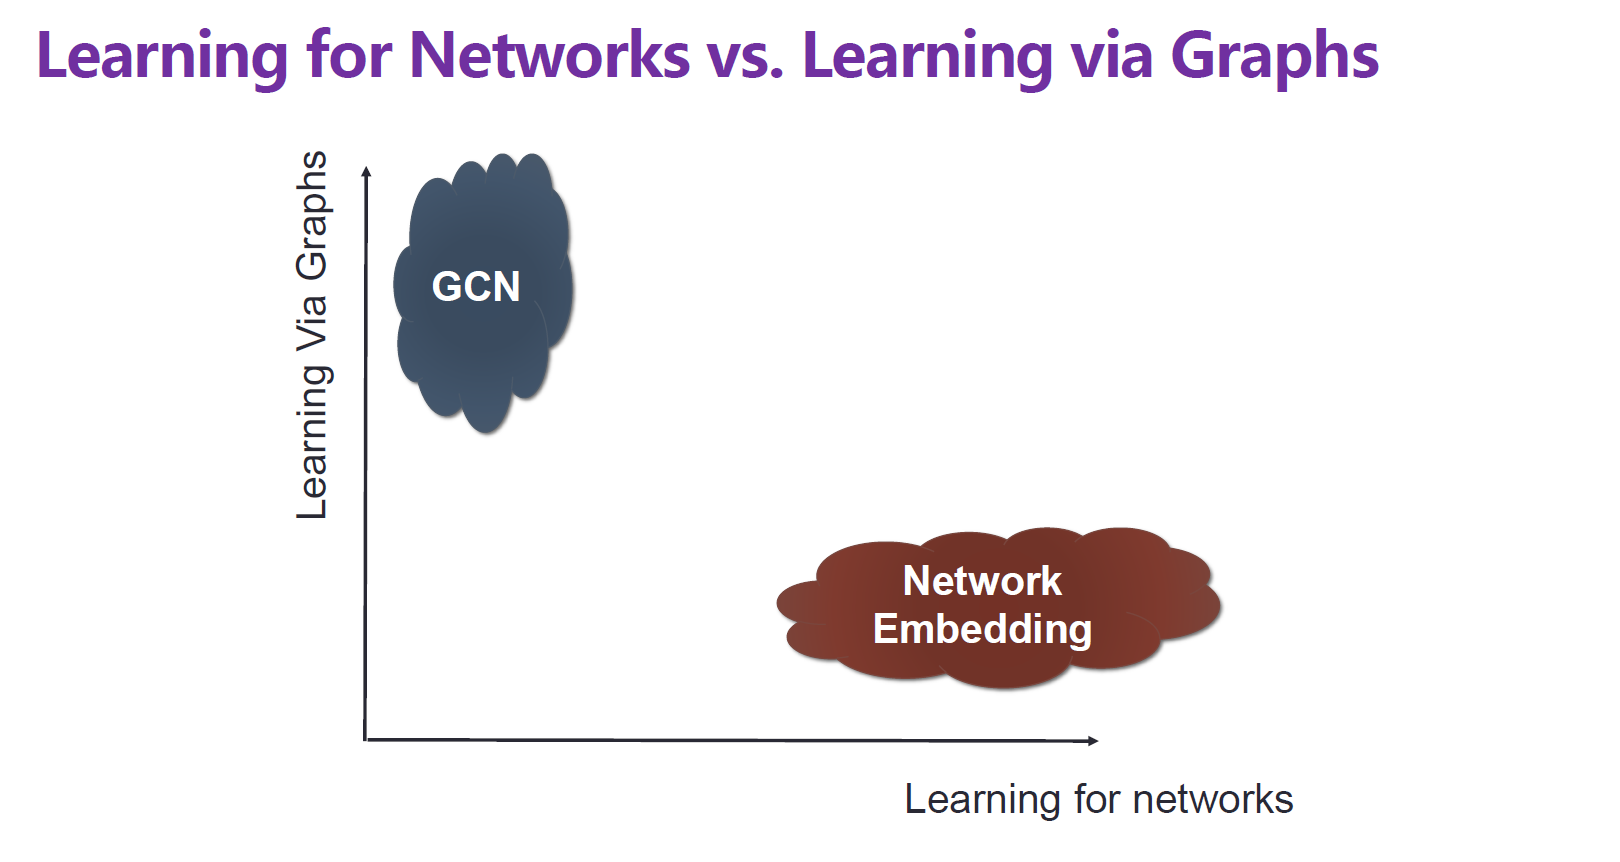 Learning for Networks vs. Learning via Graphs
Learning Via Graphs
GCN
Network
Embedding
Learning for networks